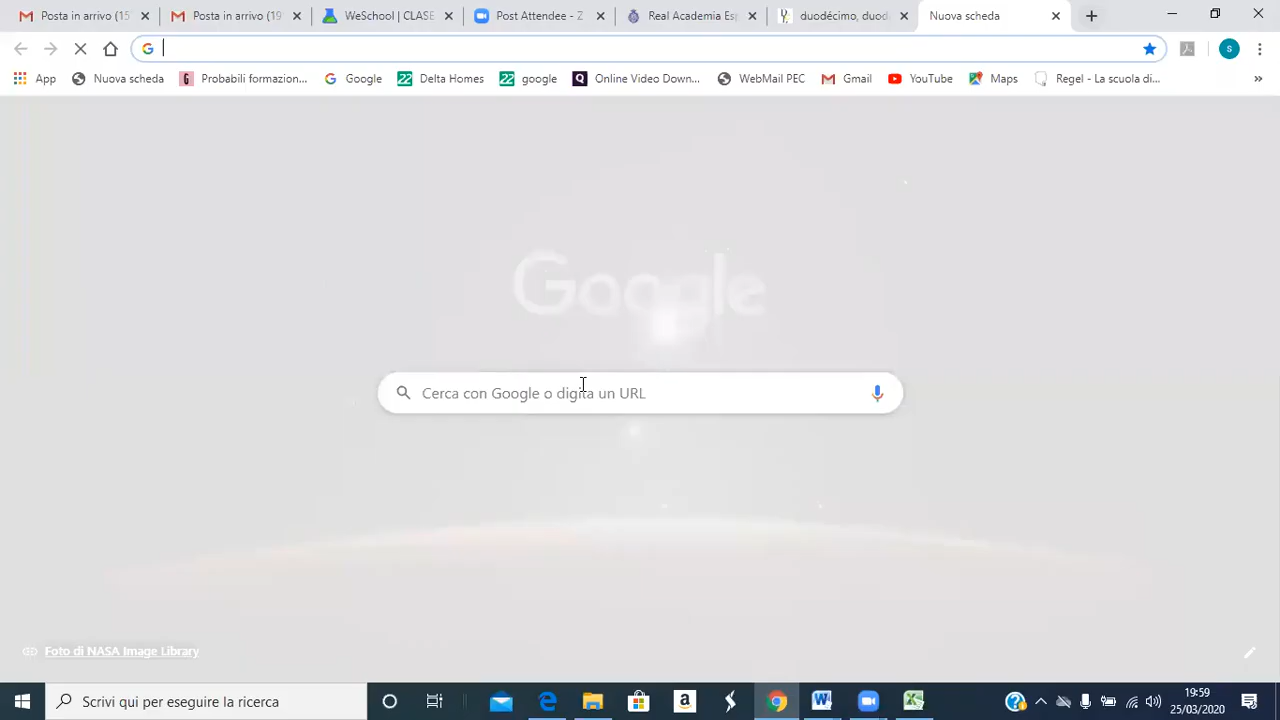 Posta in arrivo (15
Posta in arrivo (19
WeSchool | CLASE
Post Attendee - Z
Real Academia Esp
duodécimo, duod
Nuova scheda
s
App
Nuova scheda
Probabili formazion...
Google
Delta Homes
google
Online Video Down...
WebMail PEC
Gmail
YouTube
Maps
Regel - La scuola di...
»
Google
Cerca con Google o digita un URL
Foto di NASA Image Library
Scrivi qui per eseguire la ricerca
19:59
25/03/2020